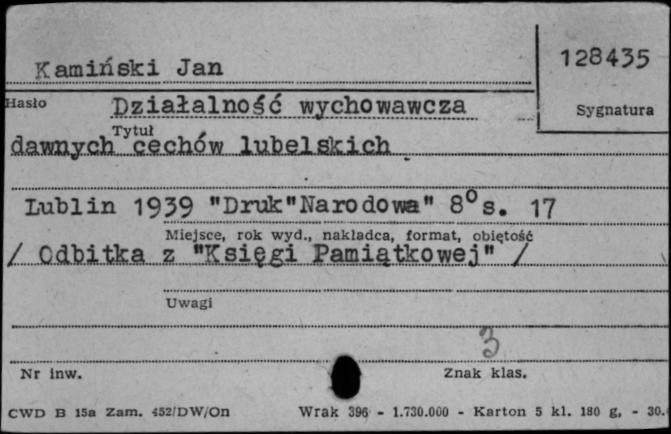 Kamiński Jan
128435
Hasło
Działalność wychowawcza
Sygnatura
Tytuł
dawnych cechów lubelskich
Lublin 1939 "Druk"Narodowa" 8° s. 17
Miejsce, rok wyd., nakładca, format, obiętość
/ Odbitka z "Księgi Pamiątkowej" /
Uwagi
3
Nr inw.
Znak klas.
CWD B 15a Zam. 452/DW/On Wrak 396 - 1.730.000 - Karton 5 kl. 180 g, - 30.